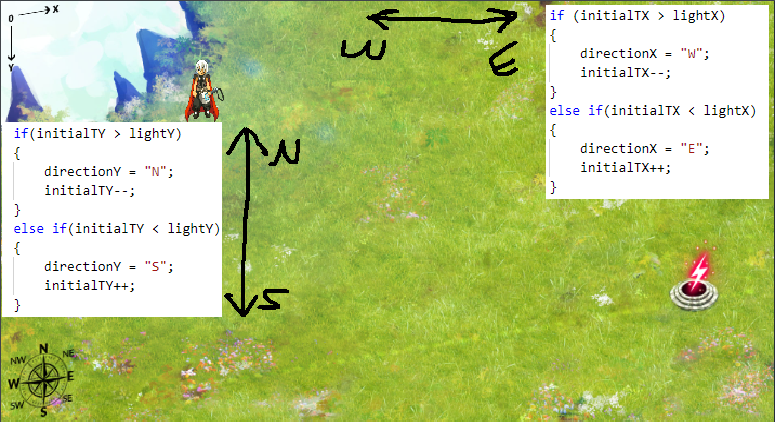 0 X
Y
W E
if (initialTX > lightX)
{
directionX = "W";
initialTX--;
}
else if(initialTX < lightX)
{
directionX = "E";
initialTX++;
}
if(initialTY > lightY)
{
directionY = "N";
initialTY--;
}
else if(initialTY < lightY)
{
directionY = "S";
initialTY++;
}
N
S
N
NW NE
W E
SW SE
S